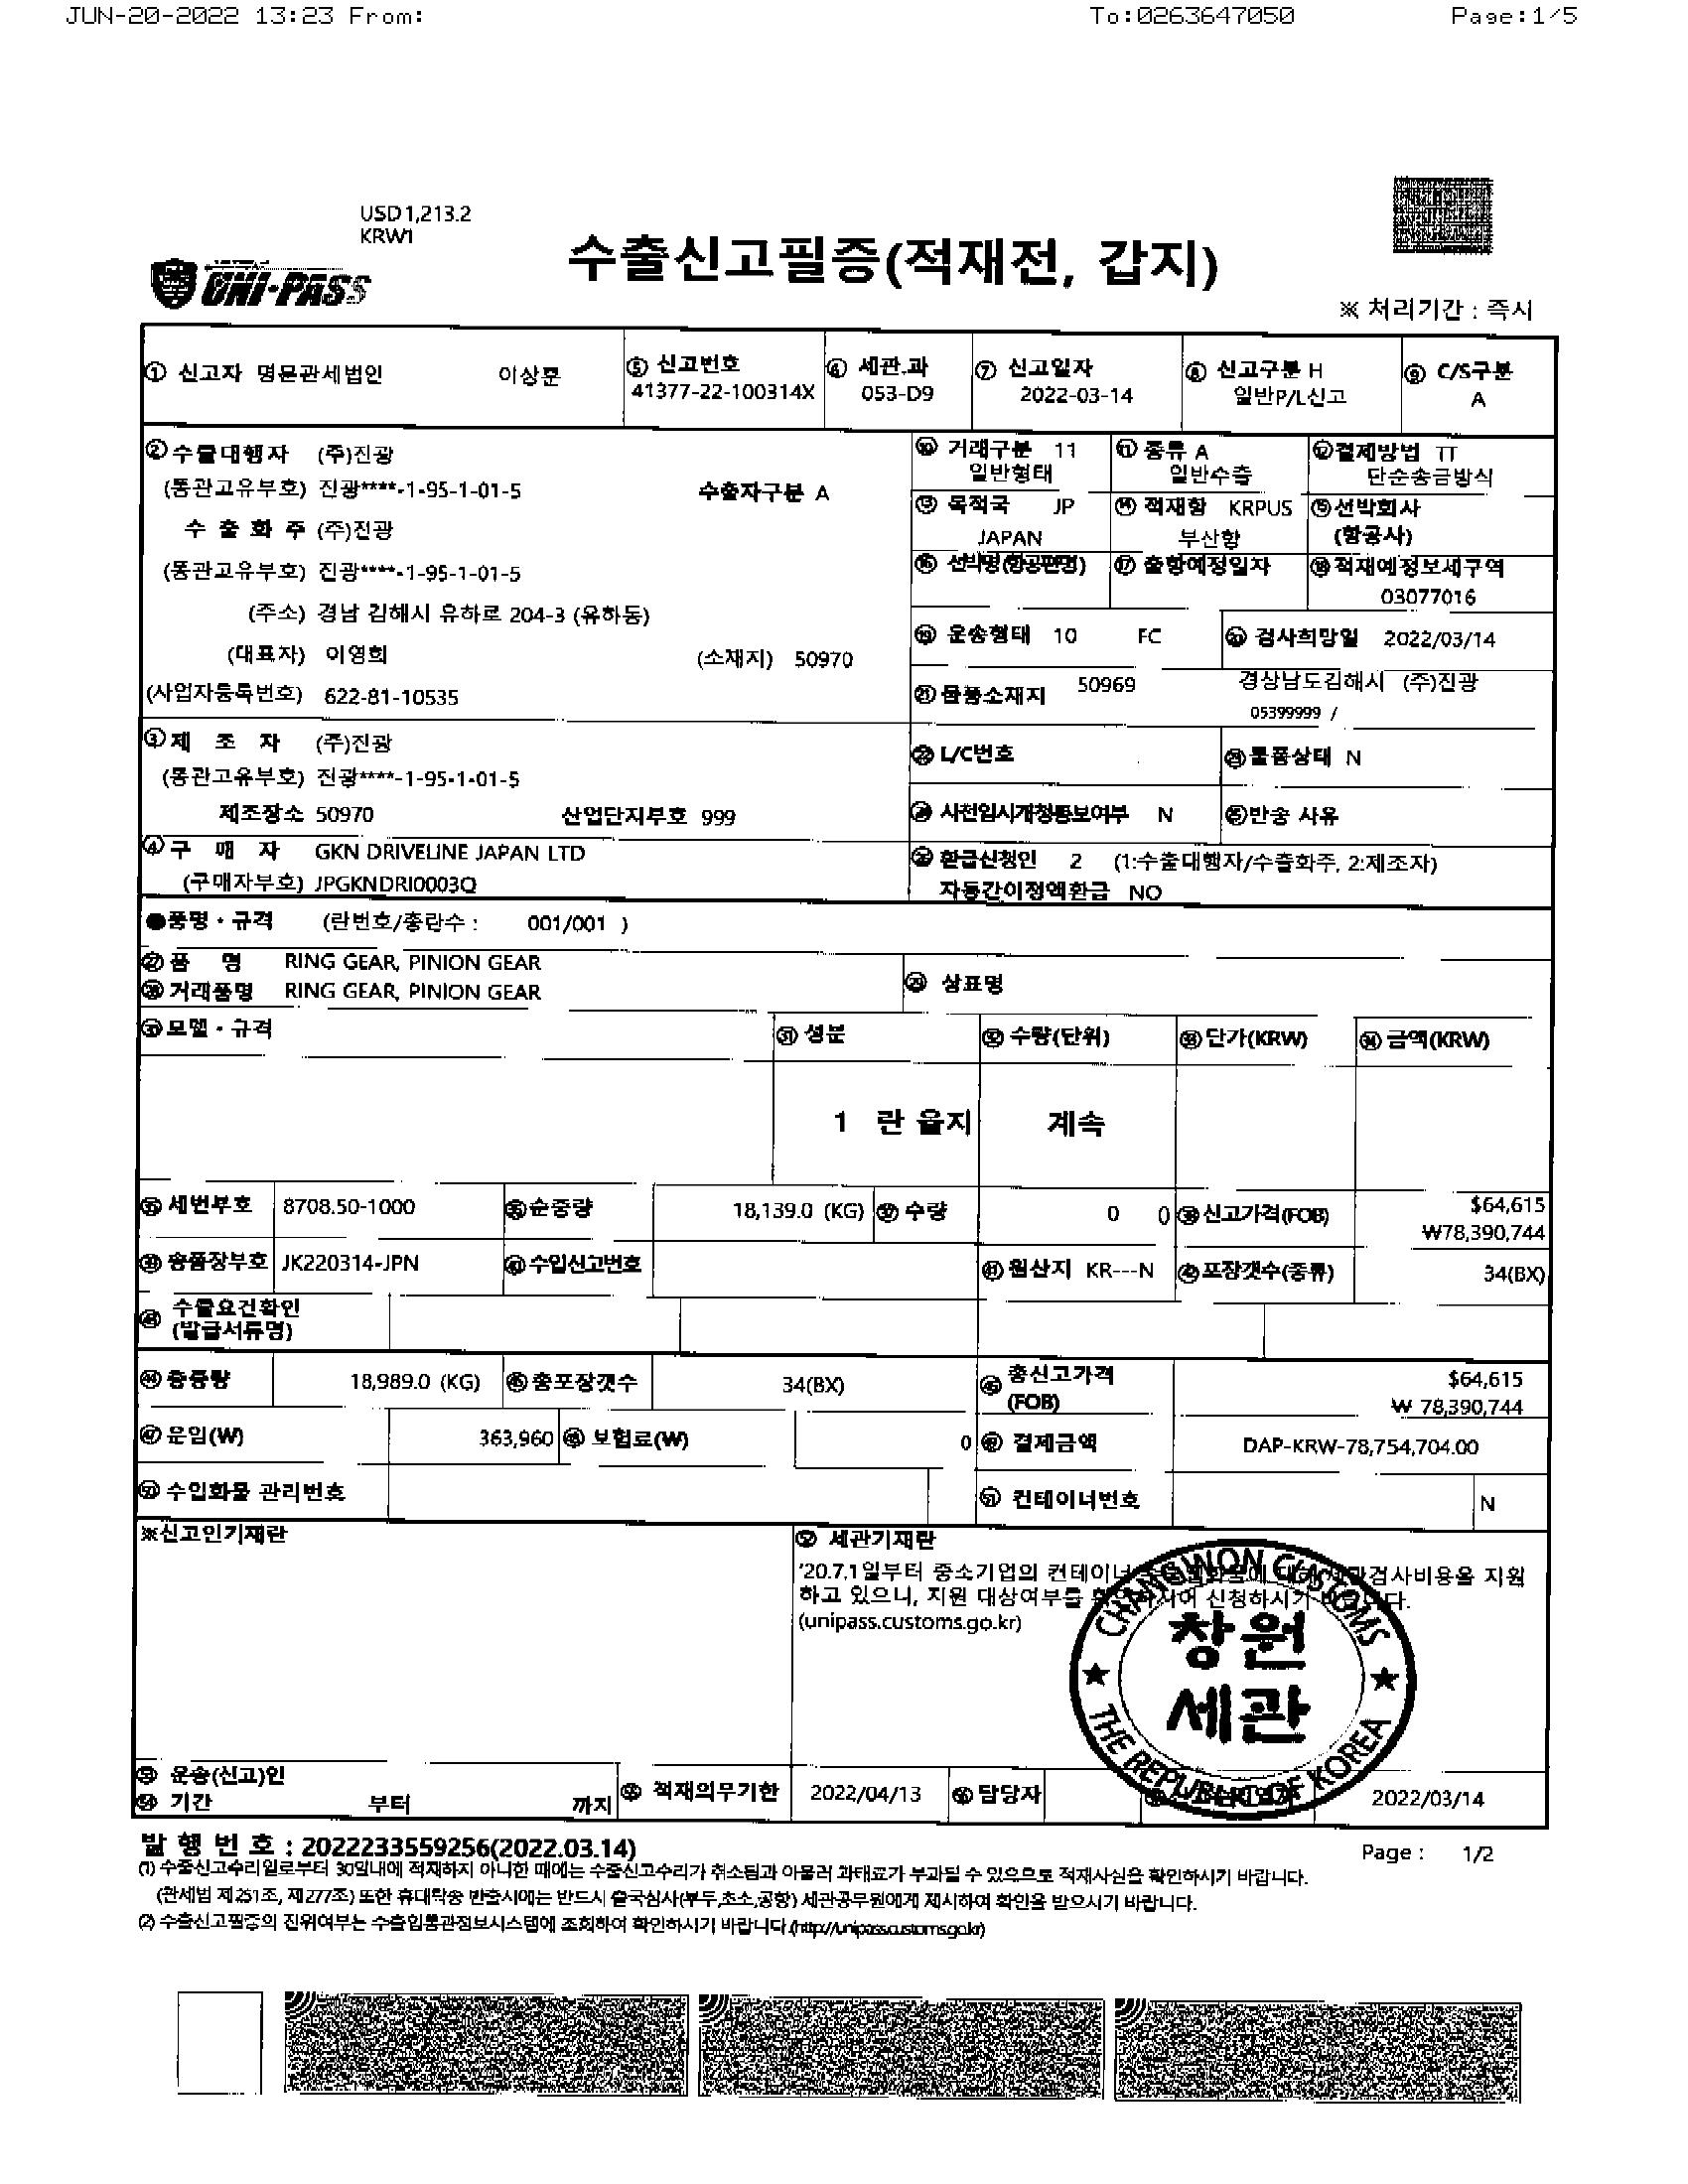 JUN-20-2022 13:23 From: To:0263647050 Page:1/5
USD1,213.2
KRW1
UNI-PASS
수출신고필증(적재전, 갑지)
※ 처리기간 : 즉시
① 신고자 명문관세법인 이상훈
⑤ 신고번호
41377-22-100314X
⑥ 세관.과
053-D9
⑦ 신고일자
2022-03-14
⑧ 신고구분 H
일반P/L신고
⑨ C/S구분
A
② 수출대행자 (주)진광
(통관고유부호) 진광****-1-95-1-01-5 수출자구분 A
수 출 화 주 (주)진광
(통관고유부호) 진광****-1-95-1-01-5
(주소) 경남 김해시 유하로 204-3 (유하동)
(대표자) 이영희 (소재지) 50970
(사업자등록번호) 622-81-10535
⑩ 거래구분 11
일반형태
⑪ 종류 A
일반수출
⑫ 결제방법 TT
단순송금방식
⑬ 목적국 JP
JAPAN
⑭ 적재항 KRPUS
부산항
⑮ 선박회사
(항공사)
⑯ 선박명(항공편명)
⑰ 출항예정일자
⑱ 적재예정보세구역
03077016
⑲ 운송형태 10 FC
⑳ 검사희망일 2022/03/14
㉑ 물품소재지 50969 경상남도김해시 (주)진광
05399999 /
③ 제 조 자 (주)진광
(통관고유부호) 진광****-1-95-1-01-5
제조장소 50970 산업단지부호 999
㉒ L/C번호
㉓ 물품상태 N
㉔ 사전임시개청통보여부 N
㉕ 반송 사유
④ 구 매 자 GKN DRIVELINE JAPAN LTD
(구매자부호) JPGKNDRI0003Q
㉖ 환급신청인 2 (1:수출대행자/수출화주, 2:제조자)
자동간이정액환급 NO
●품명・규격 (란번호/총란수 : 001/001 )
㉗ 품 명 RING GEAR, PINION GEAR
㉘ 거래품명 RING GEAR, PINION GEAR
㉙ 상표명
㉚ 모델・규격
㉛ 성분
㉜ 수량(단위)
㉝ 단가(KRW)
㉞ 금액(KRW)
1 란 을지 계속
㉟ 세번부호 8708.50-1000
㊱ 순중량 18,139.0 (KG)
㊲ 수량 0 0
㊳ 신고가격(FOB) $64,615
₩78,390,744
㊴ 송품장부호 JK220314-JPN
㊵ 수입신고번호
㊶ 원산지 KR---N
㊷ 포장갯수(종류) 34(BX)
㊸ 수출요건확인
(발급서류명)
㊹ 총중량 18,989.0 (KG)
㊺ 총포장갯수 34(BX)
㊻ 총신고가격
(FOB)
$64,615
₩ 78,390,744
㊼ 운임(W) 363,960
㊽ 보험료(W) 0
㊾ 결제금액 DAP-KRW-78,754,704.00
㊿ 수입화물 관리번호
컨테이너번호 N
※신고인기재란
세관기재란
'20.7.1일부터 중소기업의 컨테이너 검사비용을 지원
하고 있으니, 지원 대상여부를 신청하시기
(unipass.customs.go.kr)
CHANGWON CUSTOMS
창원
세관
THE REPUBLIC OF KOREA
운송(신고)인
기간 부터 까지
적재의무기한 2022/04/13
담당자
2022/03/14
발 행 번 호 : 2022233559256(2022.03.14)
Page : 1/2
(1) 수출신고수리일로부터 30일내에 적재하지 아니한 때에는 수출신고수리가 취소됨과 아울러 과태료가 부과될 수 있으므로 적재사실을 확인하시기 바랍니다.
(관세법 제251조, 제277조) 또한 휴대탁송 반출시에는 반드시 출국심사(부두,초소,공항) 세관공무원에게 제시하여 확인을 받으시기 바랍니다.
(2) 수출신고필증의 진위여부는 수출입통관정보시스템에 조회하여 확인하시기 바랍니다.(http://unipass.customs.go.kr)